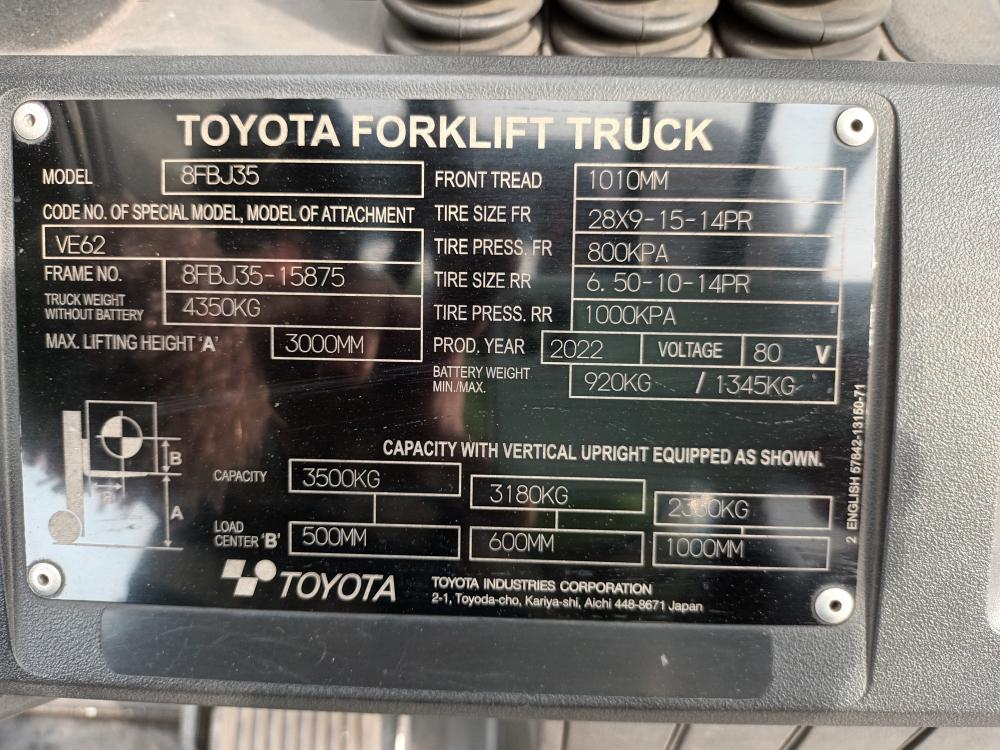 TOYOTA FORKLIFT TRUCK
MODEL 8FBJ35
CODE NO. OF SPECIAL MODEL, MODEL OF ATTACHMENT
VE62
FRAME NO. 8FBJ35-15875
TRUCK WEIGHT
WITHOUT BATTERY 4350KG
MAX. LIFTING HEIGHT 'A' 3000MM
FRONT TREAD 1010MM
TIRE SIZE FR 28X9-15-14PR
TIRE PRESS. FR 800KPA
TIRE SIZE RR 6.50-10-14PR
TIRE PRESS. RR 1000KPA
PROD. YEAR 2022 VOLTAGE 80 V
BATTERY WEIGHT
MIN./MAX. 920KG / 1345KG
B
B
A
CAPACITY WITH VERTICAL UPRIGHT EQUIPPED AS SHOWN.
CAPACITY 3500KG 3180KG
LOAD
CENTER 'B' 500MM 600MM 1000MM
TOYOTA
TOYOTA INDUSTRIES CORPORATION
2-1, Toyoda-cho, Kariya-shi, Aichi 448-8671 Japan
2 ENGLISH 57842-13150-71